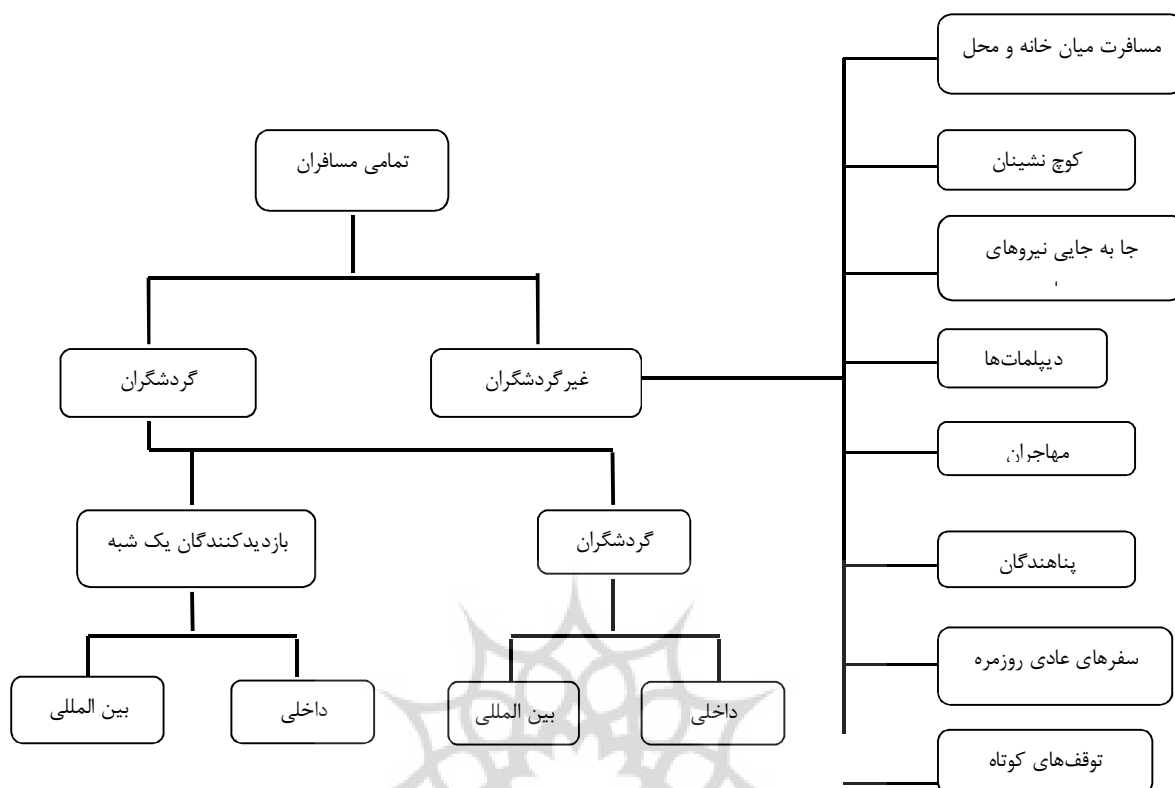 مسافرت میان خانه و محل
تمامی مسافران
کوچ نشینان
جا به جایی نیروهای
گردشگران
غیرگردشگران
دیپلمات‌ها
مهاجران
بازدیدکنندگان یک شبه
گردشگران
پناهندگان
سفرهای عادی روزمره
بین المللی
داخلی
بین المللی
داخلی
توقف‌های کوتاه